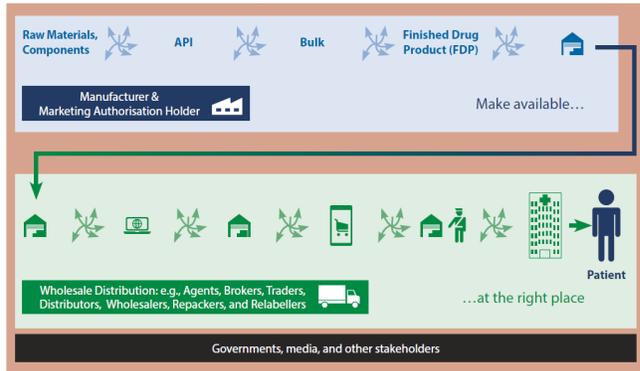 Raw Materials,
Components
API
Bulk
Finished Drug
Product (FDP)
Manufacturer &
Marketing Authorisation Holder
Make available…
Wholesale Distribution: e.g., Agents, Brokers, Traders,
Distributors, Wholesalers, Repackers, and Relabellers
Patient
…at the right place
Governments, media, and other stakeholders